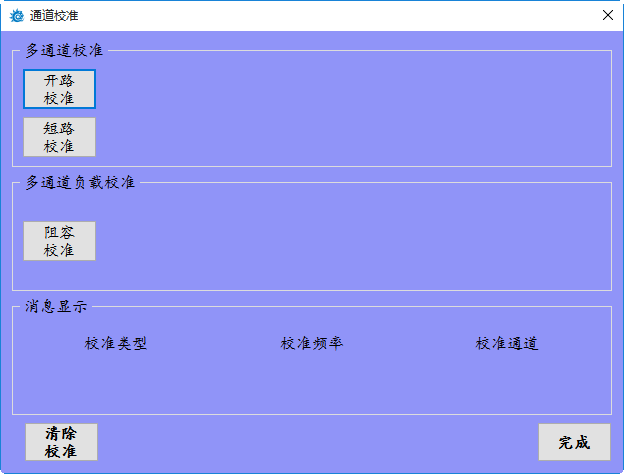 通道校准
多通道校准
开路
校准
短路
校准
多通道负载校准
阻容
校准
消息显示
校准类型 校准频率 校准通道
清除
校准
完成